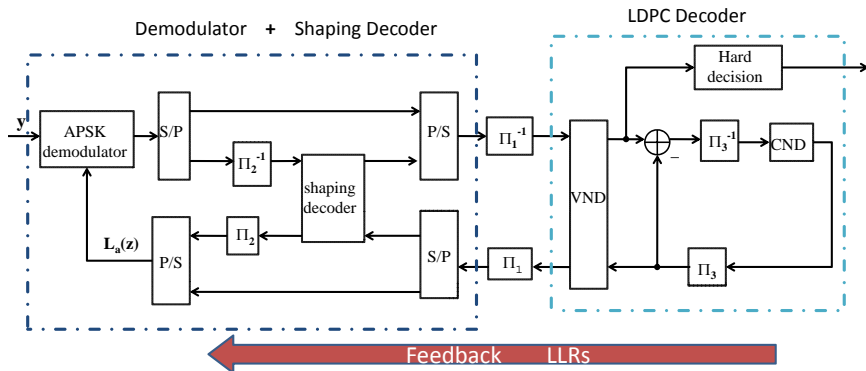 Demodulator + Shaping Decoder
LDPC Decoder
Hard
decision
y
APSK
demodulator
S/P
P/S
Π₁⁻¹
Π₂⁻¹
shaping
decoder
VND
−
Π₃⁻¹
CND
Lₐ(z)
P/S
Π₂
S/P
Π₁
Π₃
Feedback LLRs